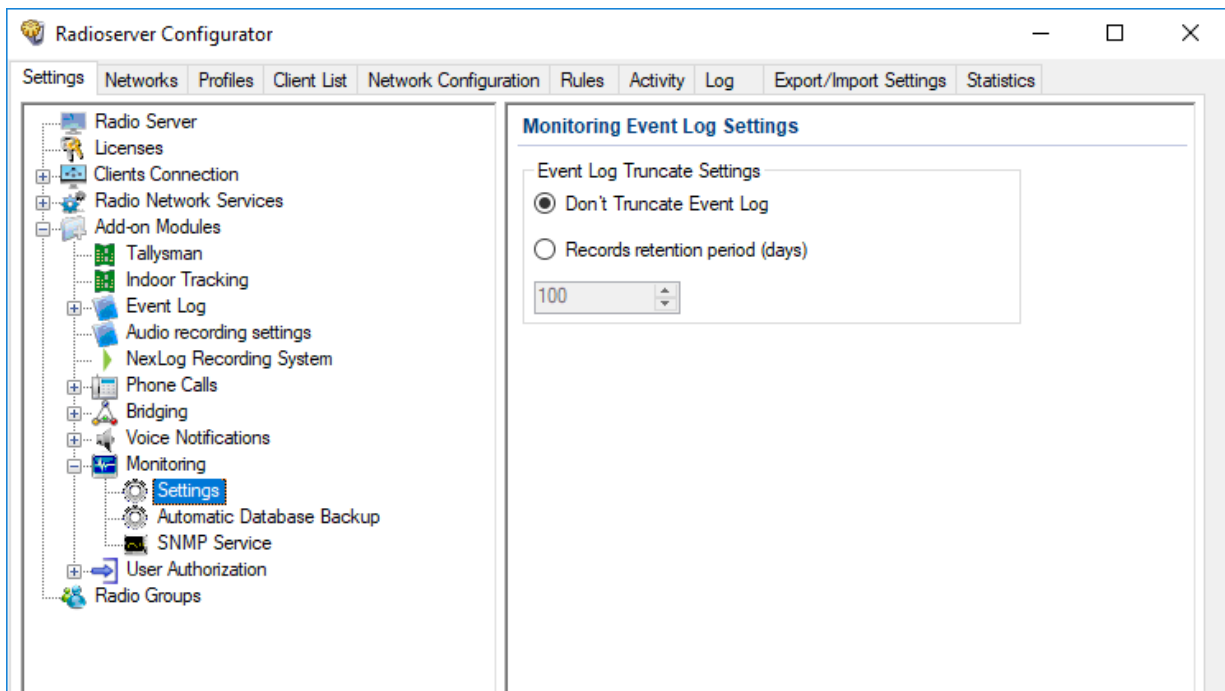 Radioserver Configurator
Settings Networks Profiles Client List Network Configuration Rules Activity Log Export/Import Settings Statistics
Radio Server
Licenses
Clients Connection
Radio Network Services
Add-on Modules
Tallysman
Indoor Tracking
Event Log
Audio recording settings
NexLog Recording System
Phone Calls
Bridging
Voice Notifications
Monitoring
Settings
Automatic Database Backup
SNMP Service
User Authorization
Radio Groups
Monitoring Event Log Settings
Event Log Truncate Settings
Don't Truncate Event Log
Records retention period (days)
100